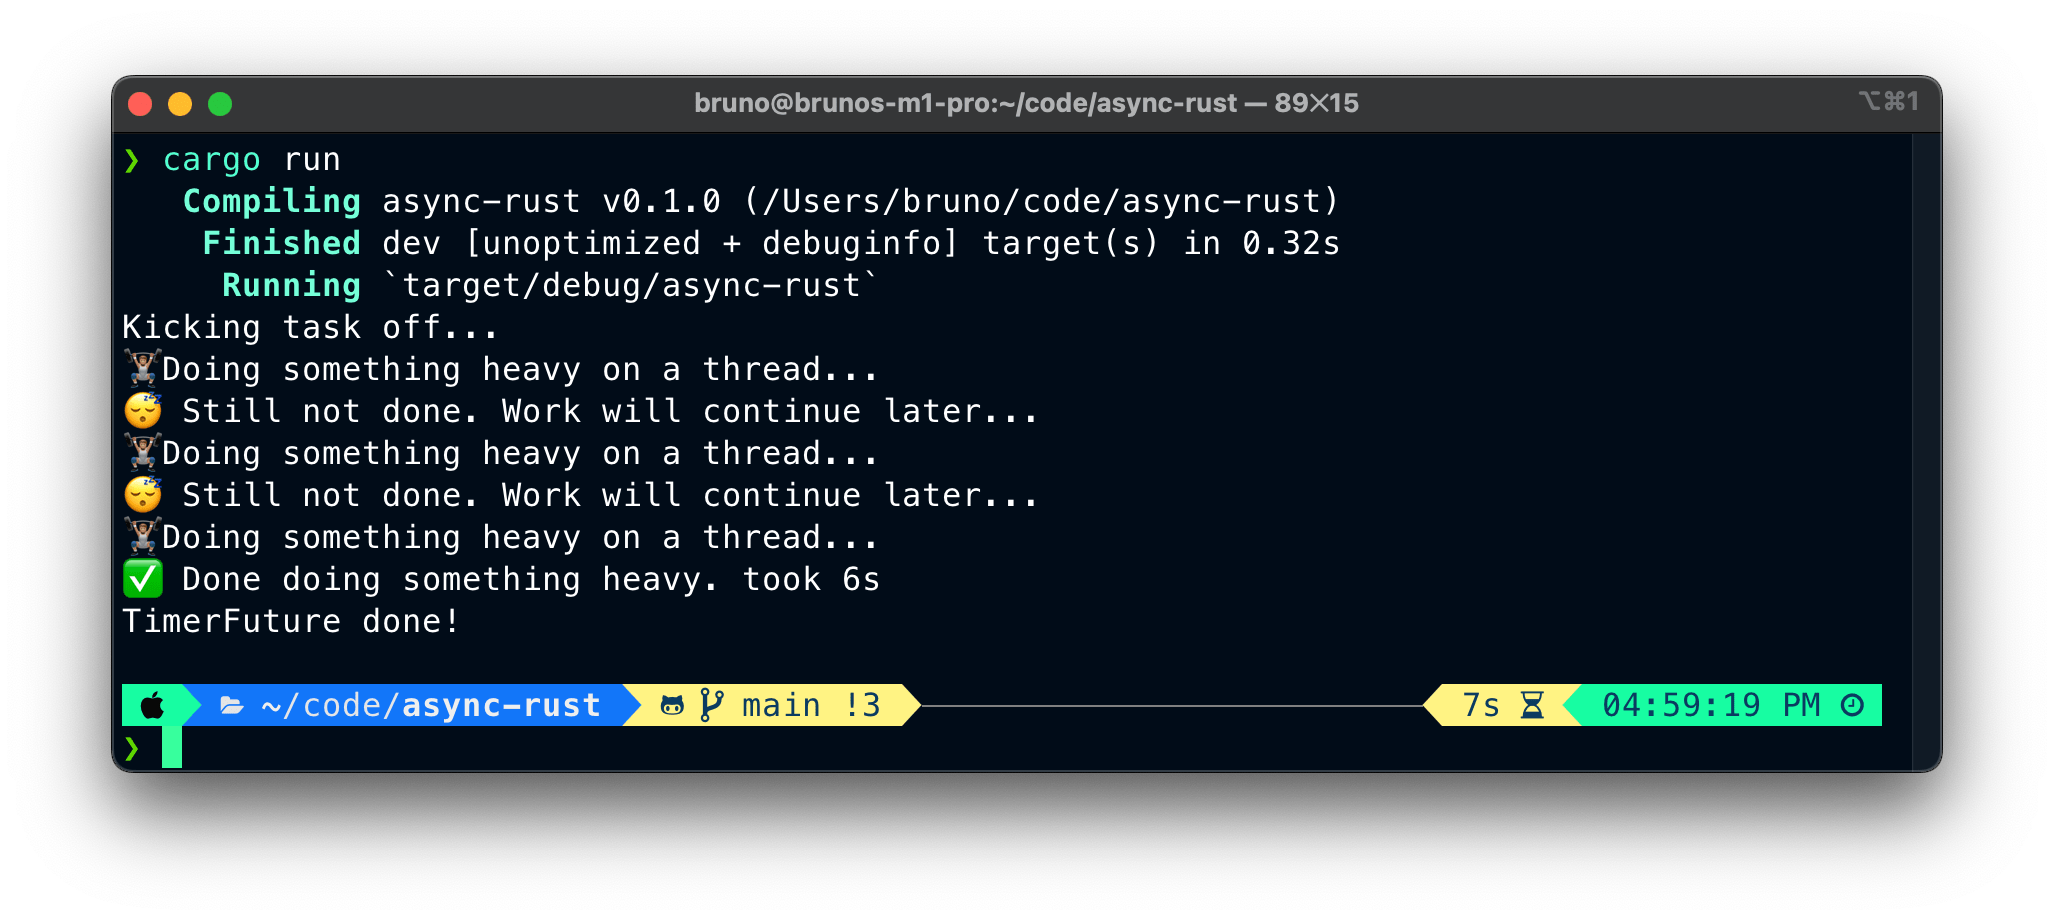 bruno@brunos-m1-pro:~/code/async-rust — 89✕15 ⌥⌘1
❯ cargo run
Compiling async-rust v0.1.0 (/Users/bruno/code/async-rust)
Finished dev [unoptimized + debuginfo] target(s) in 0.32s
Running `target/debug/async-rust`
Kicking task off...
🏋🏽Doing something heavy on a thread...
😴 Still not done. Work will continue later...
🏋🏽Doing something heavy on a thread...
😴 Still not done. Work will continue later...
🏋🏽Doing something heavy on a thread...
✅ Done doing something heavy. took 6s
TimerFuture done!
~/code/async-rust main !3 7s 04:59:19 PM
❯